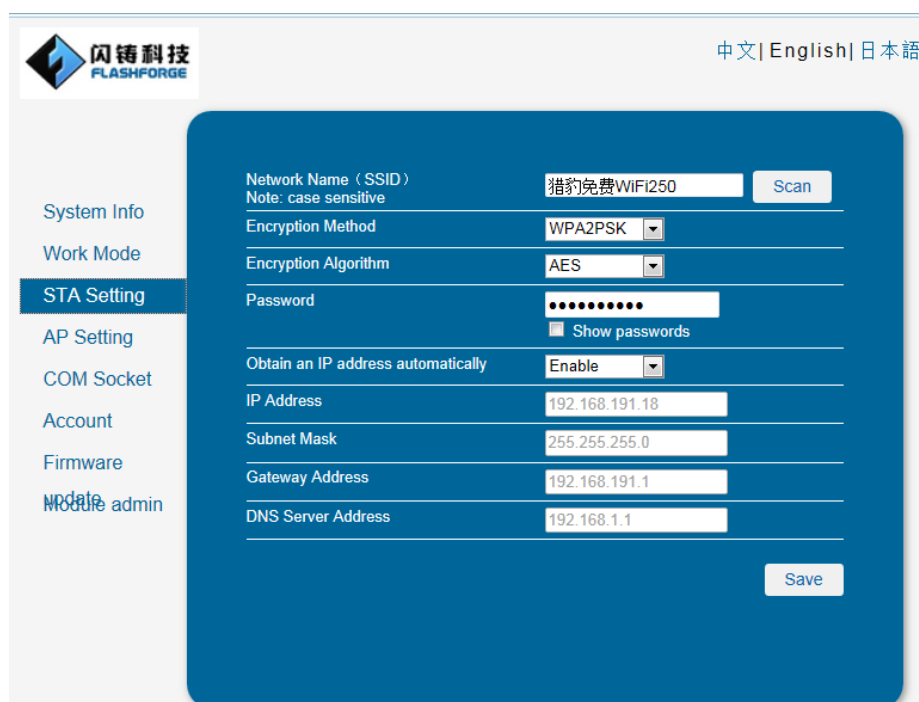 闪铸科技
FLASHFORGE
中文| English| 日本語
System Info
Work Mode
STA Setting
AP Setting
COM Socket
Account
Firmware
update
Module admin
Network Name（SSID）
Note: case sensitive
猎豹免费WiFi250
Scan
Encryption Method
WPA2PSK
Encryption Algorithm
AES
Password
●●●●●●●●●●
Show passwords
Obtain an IP address automatically
Enable
IP Address
192.168.191.18
Subnet Mask
255.255.255.0
Gateway Address
192.168.191.1
DNS Server Address
192.168.1.1
Save